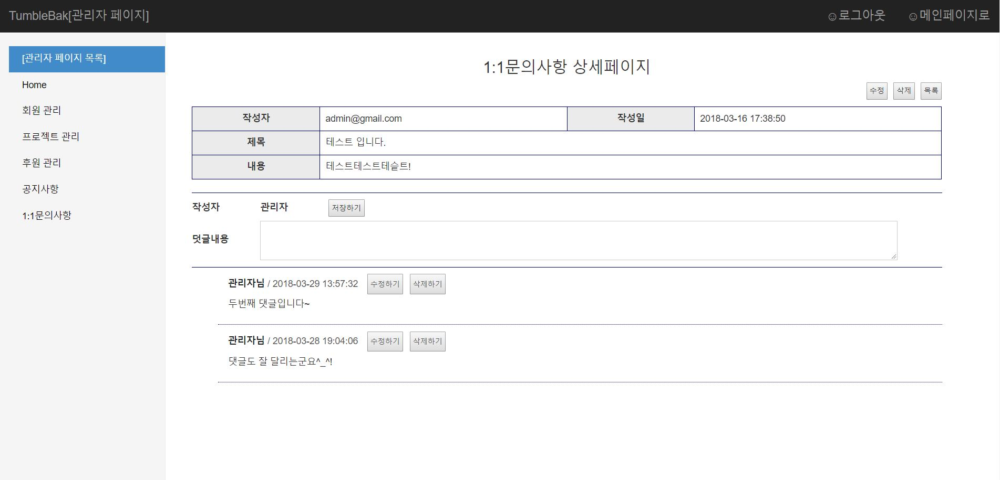 TumbleBak[관리자 페이지]
☺로그아웃 ☺메인페이지로
[관리자 페이지 목록]
Home
회원 관리
프로젝트 관리
후원 관리
공지사항
1:1문의사항
1:1문의사항 상세페이지
수정 삭제 목록
작성자 admin@gmail.com 작성일 2018-03-16 17:38:50
제목 테스트 입니다.
내용 테스트테스트테슽트!
작성자 관리자 저장하기
덧글내용
관리자님 / 2018-03-29 13:57:32 수정하기 삭제하기
두번째 댓글입니다~
관리자님 / 2018-03-28 19:04:06 수정하기 삭제하기
댓글도 잘 달리는군요^_^!